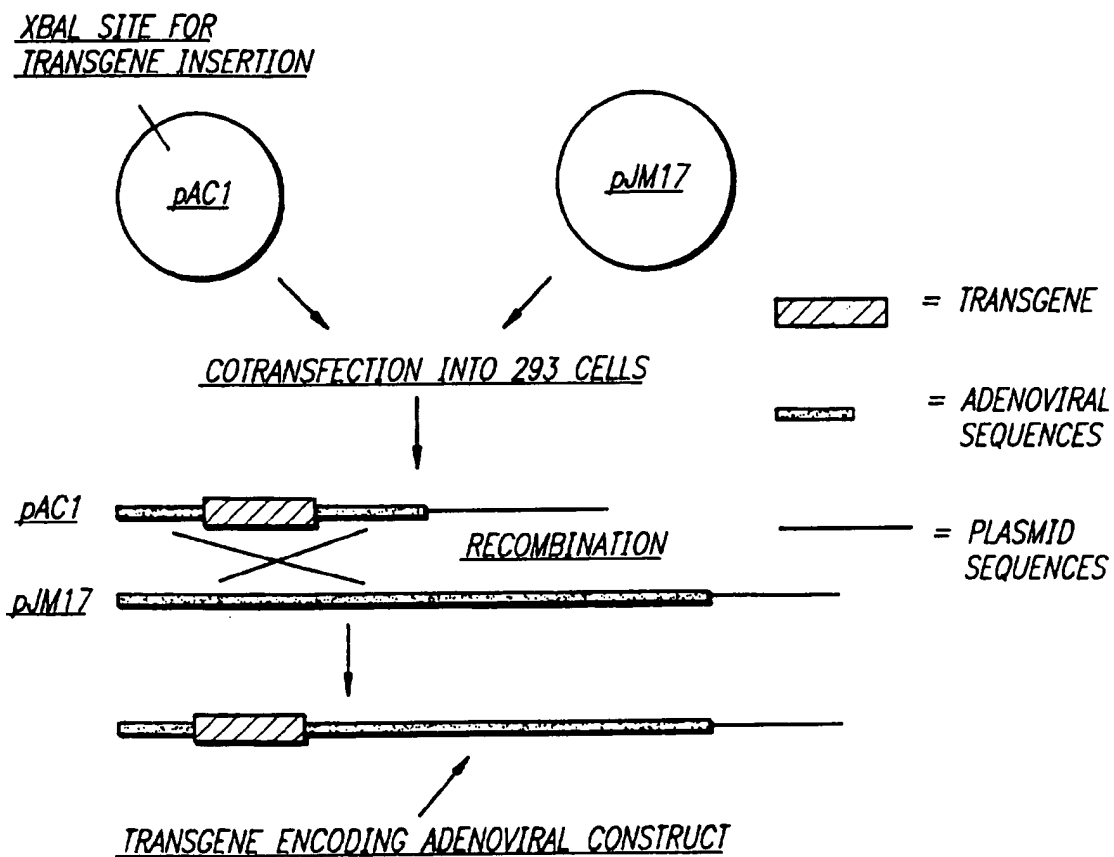 XBAL SITE FOR
TRANSGENE INSERTION
pAC1
pJM17
= TRANSGENE
COTRANSFECTION INTO 293 CELLS
= ADENOVIRAL
SEQUENCES
pAC1
RECOMBINATION
= PLASMID
SEQUENCES
pJM17
TRANSGENE ENCODING ADENOVIRAL CONSTRUCT